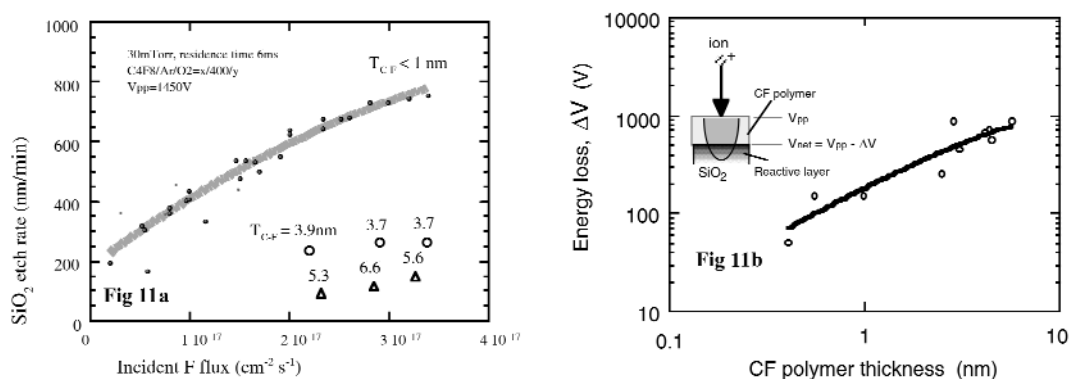 1000
800
600
400
200
0
SiO₂ etch rate (nm/min)
30mTorr, residence time 6ms
C4F8/Ar/O2=x/400/y
Vpp=1450V
T C-F < 1 nm
T C-F = 3.9nm
3.7
3.7
5.3
6.6
5.6
Fig 11a
0
1 10 17
2 10 17
3 10 17
4 10 17
Incident F flux (cm⁻² s⁻¹)
10000
1000
100
10
Energy loss, ΔV (V)
ion
+
CF polymer
Vpp
Vnet = Vpp - ΔV
Reactive layer
SiO₂
Fig 11b
0.1
1
10
CF polymer thickness (nm)